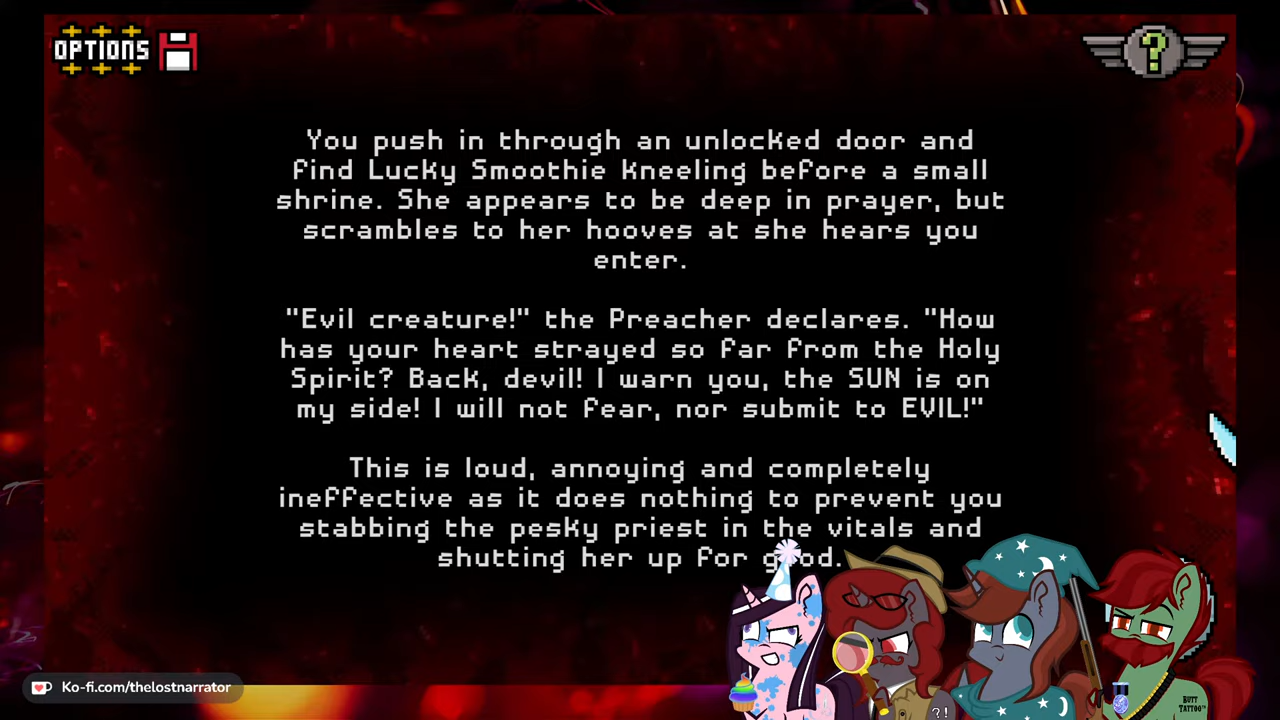 OPTIONS
?
You push in through an unlocked door and
find Lucky Smoothie kneeling before a small
shrine. She appears to be deep in prayer, but
scrambles to her hooves at she hears you
enter.
"Evil creature!" the Preacher declares. "How
has your heart strayed so far from the Holy
Spirit? Back, devil! I warn you, the SUN is on
my side! I will not fear, nor submit to EVIL!"
This is loud, annoying and completely
ineffective as it does nothing to prevent you
stabbing the pesky priest in the vitals and
shutting her up for good.
Ko-fi.com/thelostnarrator
?!
BUTT
TATTOO™